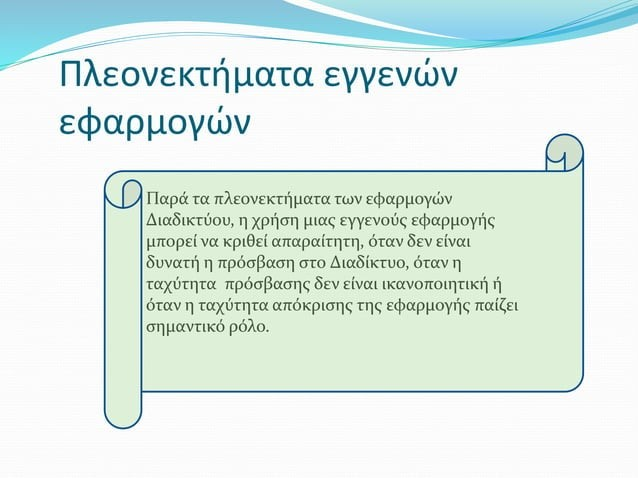 Πλεονεκτήματα εγγενών
εφαρμογών
Παρά τα πλεονεκτήματα των εφαρμογών
Διαδικτύου, η χρήση μιας εγγενούς εφαρμογής
μπορεί να κριθεί απαραίτητη, όταν δεν είναι
δυνατή η πρόσβαση στο Διαδίκτυο, όταν η
ταχύτητα  πρόσβασης δεν είναι ικανοποιητική ή
όταν η ταχύτητα απόκρισης της εφαρμογής παίζει
σημαντικό ρόλο.